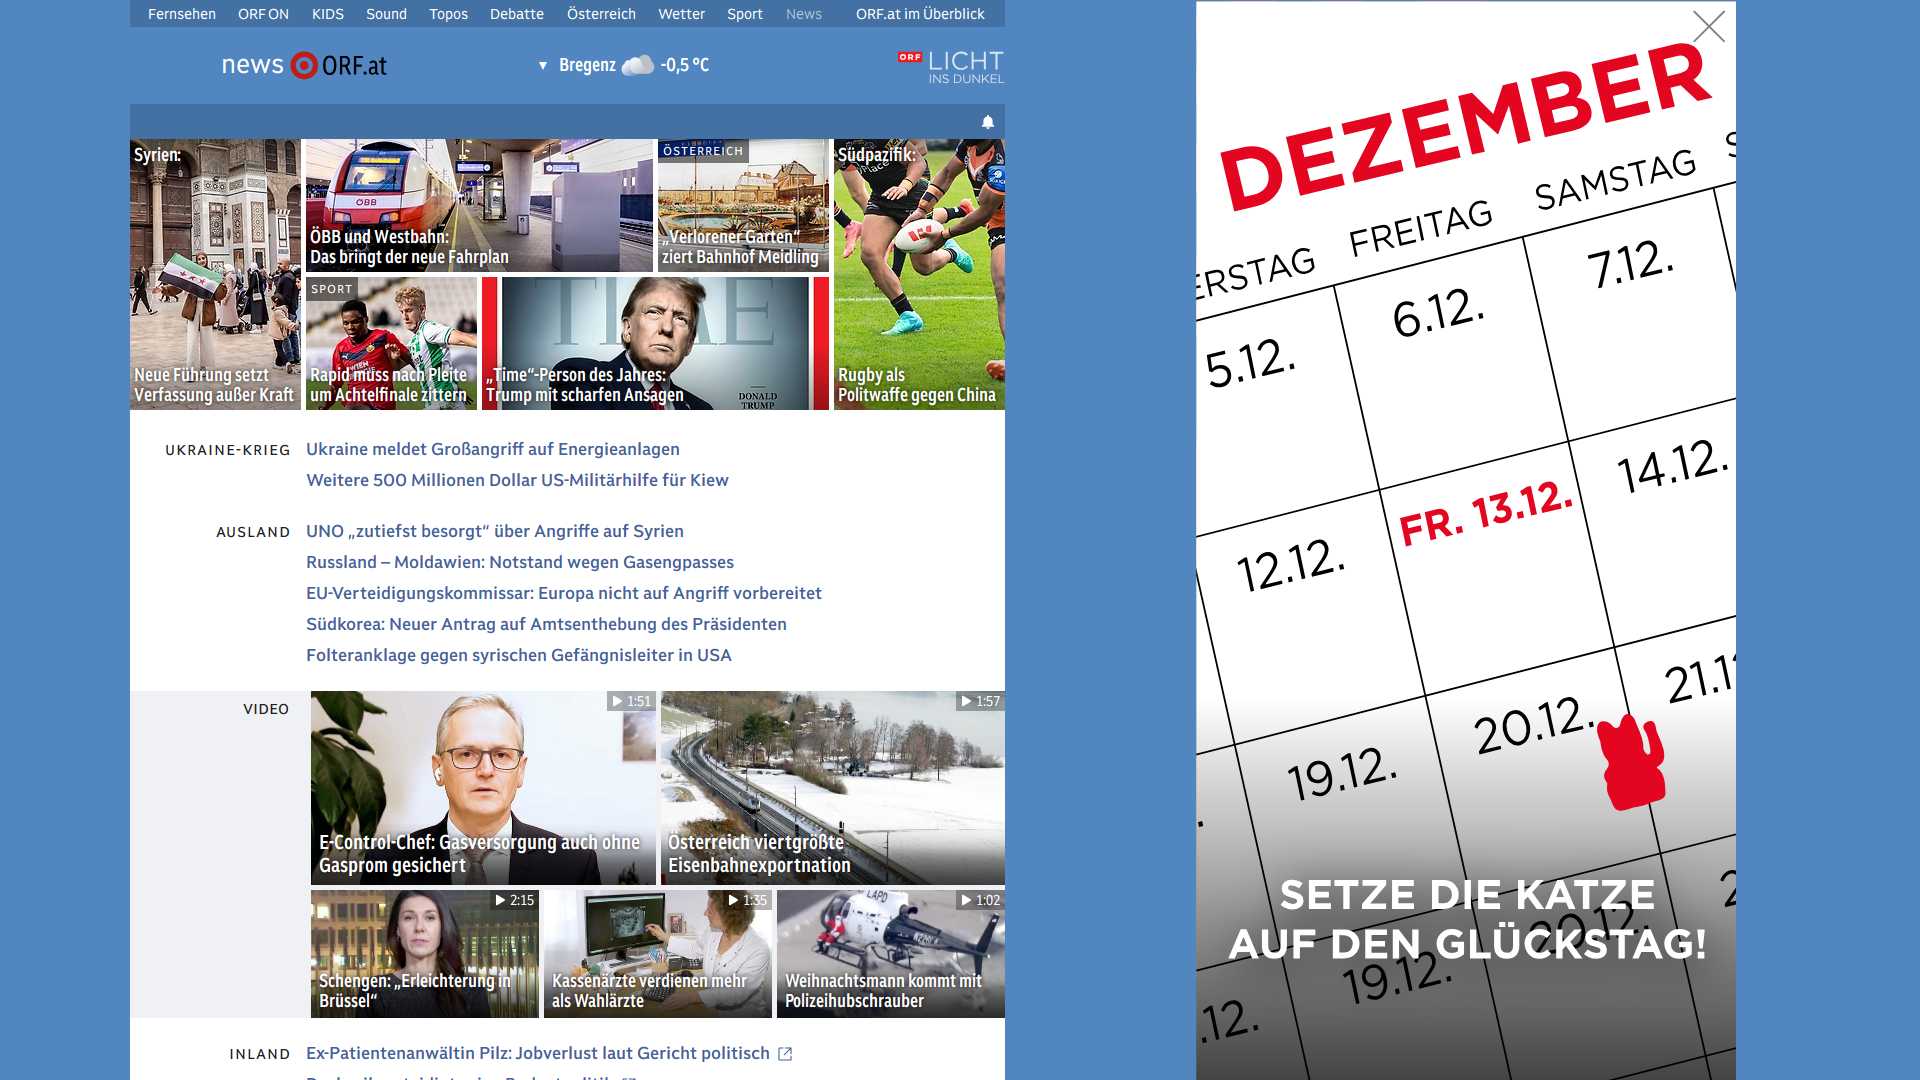 Fernsehen ORF ON KIDS Sound Topos Debatte Österreich Wetter Sport News ORF.at im Überblick
news ORF.at
▼ Bregenz -0,5 °C
ORF LICHT
INS DUNKEL
Syrien:
Neue Führung setzt
Verfassung außer Kraft
ÖBB
ÖBB und Westbahn:
Das bringt der neue Fahrplan
ÖSTERREICH
„Verlorener Garten“
ziert Bahnhof Meidling
Südpazifik:
Rugby als
Politwaffe gegen China
SPORT
Rapid muss nach Pleite
um Achtelfinale zittern
TIME
„Time“-Person des Jahres:
Trump mit scharfen Ansagen
DONALD
TRUMP
UKRAINE-KRIEG
Ukraine meldet Großangriff auf Energieanlagen
Weitere 500 Millionen Dollar US-Militärhilfe für Kiew
AUSLAND
UNO „zutiefst besorgt“ über Angriffe auf Syrien
Russland – Moldawien: Notstand wegen Gasengpasses
EU-Verteidigungskommissar: Europa nicht auf Angriff vorbereitet
Südkorea: Neuer Antrag auf Amtsenthebung des Präsidenten
Folteranklage gegen syrischen Gefängnisleiter in USA
VIDEO
1:51
E-Control-Chef: Gasversorgung auch ohne
Gasprom gesichert
1:57
Österreich viertgrößte
Eisenbahnexportnation
2:15
Schengen: „Erleichterung in
Brüssel“
1:35
Kassenärzte verdienen mehr
als Wahlärzte
1:02
LAPD
Weihnachtsmann kommt mit
Polizeihubschrauber
INLAND
Ex-Patientenanwältin Pilz: Jobverlust laut Gericht politisch
DEZEMBER
ERSTAG FREITAG SAMSTAG S
5.12. 6.12. 7.12.
12.12. FR. 13.12. 14.12.
19.12. 20.12. 21.1
SETZE DIE KATZE
AUF DEN GLÜCKSTAG!
.12. 19.12. 20.12. 2